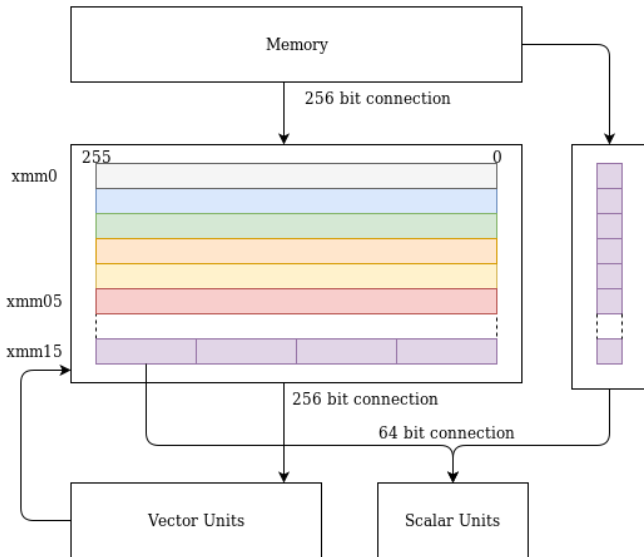 Memory
256 bit connection
255
0
xmm0
xmm05
xmm15
256 bit connection
64 bit connection
Vector Units
Scalar Units